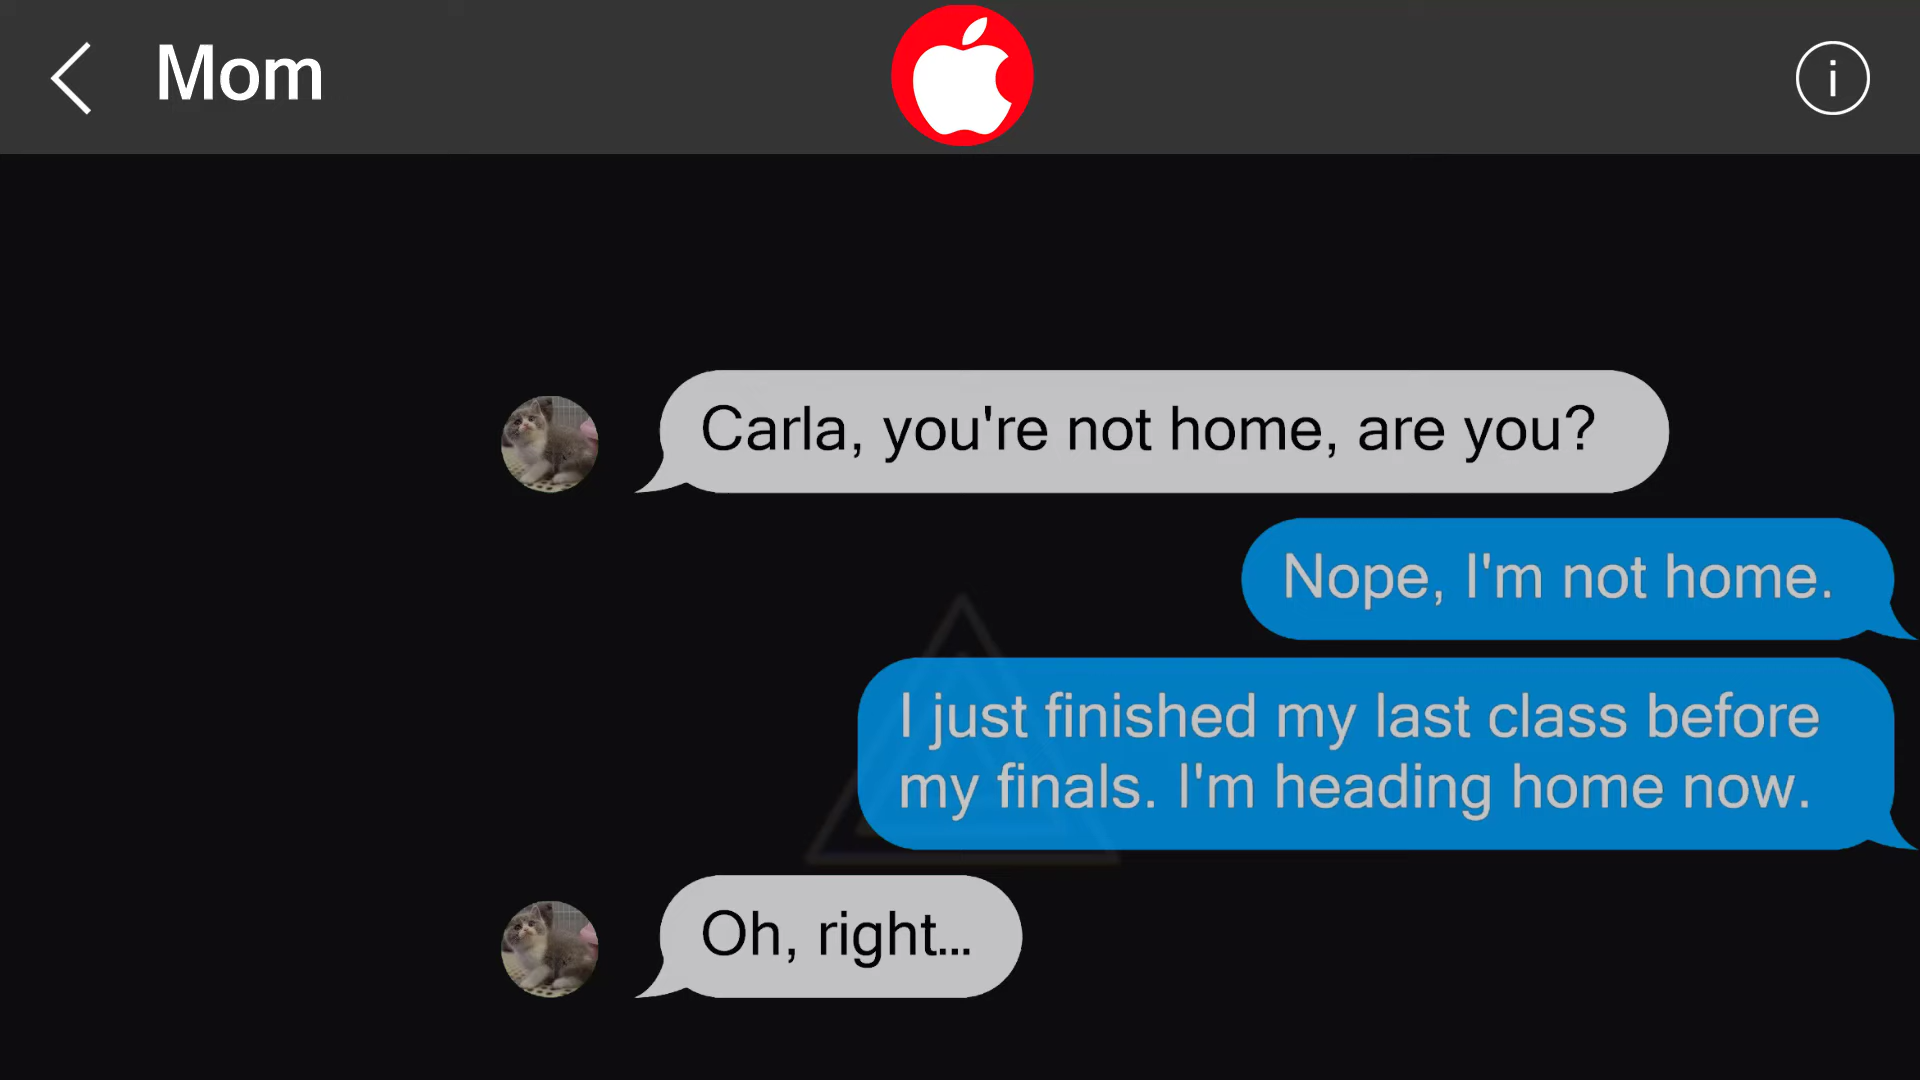 Mom
i
Carla, you're not home, are you?
Nope, I'm not home.
I just finished my last class before
my finals. I'm heading home now.
Oh, right...